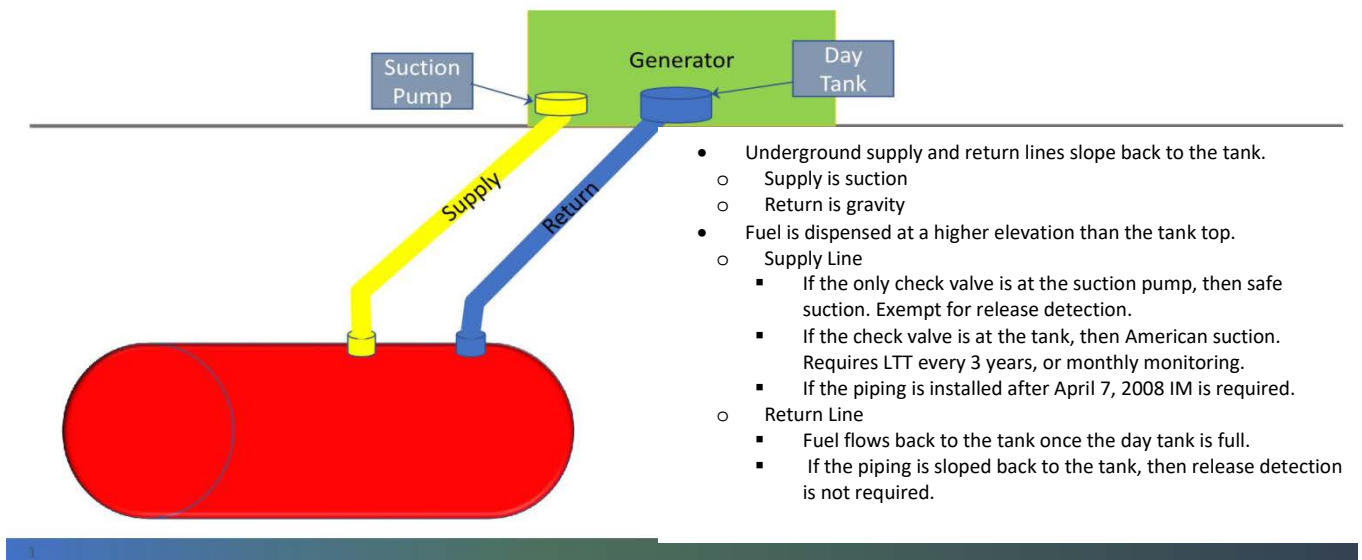 Suction
Pump
Generator
Day
Tank
Supply
Return
• Underground supply and return lines slope back to the tank.
o Supply is suction
o Return is gravity
• Fuel is dispensed at a higher elevation than the tank top.
o Supply Line
▪ If the only check valve is at the suction pump, then safe
suction. Exempt for release detection.
▪ If the check valve is at the tank, then American suction.
Requires LTT every 3 years, or monthly monitoring.
▪ If the piping is installed after April 7, 2008 IM is required.
o Return Line
▪ Fuel flows back to the tank once the day tank is full.
▪ If the piping is sloped back to the tank, then release detection
is not required.
1